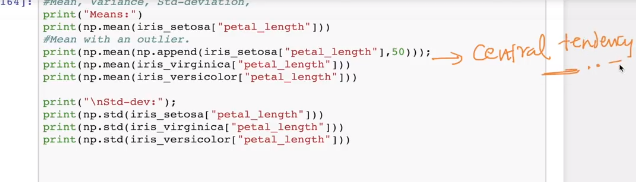 164]: #Mean, Variance, Std-deviation,
print("Means:")
print(np.mean(iris_setosa["petal_length"]))
#Mean with an outlier.
print(np.mean(np.append(iris_setosa["petal_length"],50)));
print(np.mean(iris_virginica["petal_length"]))
print(np.mean(iris_versicolor["petal_length"]))
print("\nStd-dev:");
print(np.std(iris_setosa["petal_length"]))
print(np.std(iris_virginica["petal_length"]))
print(np.std(iris_versicolor["petal_length"]))
central tendency